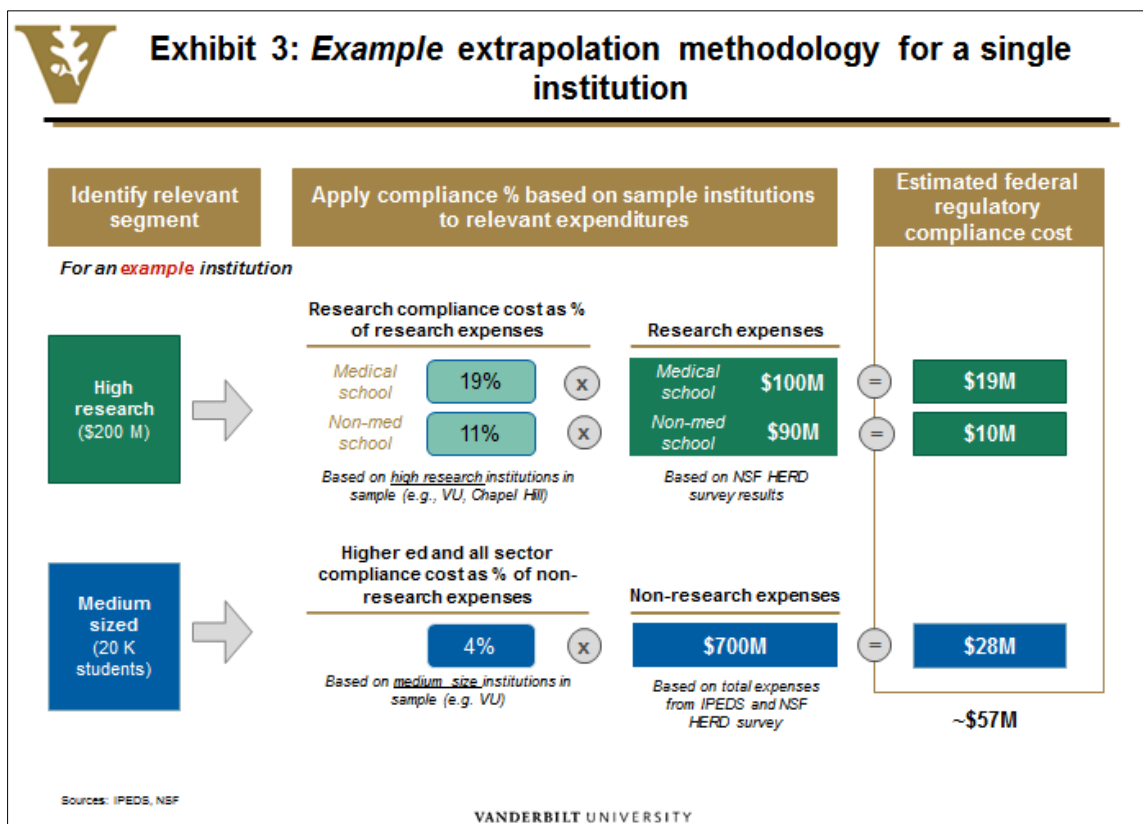 Exhibit 3: Example extrapolation methodology for a single
institution
Identify relevant
segment
Apply compliance % based on sample institutions
to relevant expenditures
Estimated federal
regulatory
compliance cost
For an example institution
Research compliance cost as %
of research expenses
Research expenses
High
research
($200 M)
Medical
school
19%
x
Medical
school
$100M
=
$19M
Non-med
school
11%
x
Non-med
school
$90M
=
$10M
Based on high research institutions in
sample (e.g., VU, Chapel Hill)
Based on NSF HERD
survey results
Higher ed and all sector
compliance cost as % of non-
research expenses
Non-research expenses
Medium
sized
(20 K
students)
4%
x
$700M
=
$28M
Based on medium size institutions in
sample (e.g. VU)
Based on total expenses
from IPEDS and NSF
HERD survey
~$57M
Sources: IPEDS, NSF
VANDERBILT UNIVERSITY